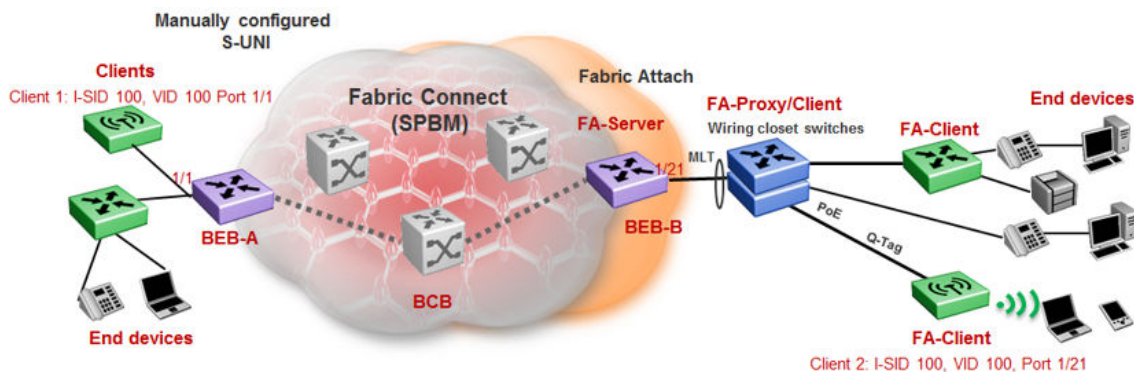 Manually configured
S-UNI
Clients
Client 1: I-SID 100, VID 100 Port 1/1
1/1
BEB-A
End devices
Fabric Connect
(SPBM)
BCB
Fabric Attach
FA-Server
1/21
BEB-B
MLT
FA-Proxy/Client
Wiring closet switches
PoE
Q-Tag
FA-Client
End devices
FA-Client
Client 2: I-SID 100, VID 100, Port 1/21